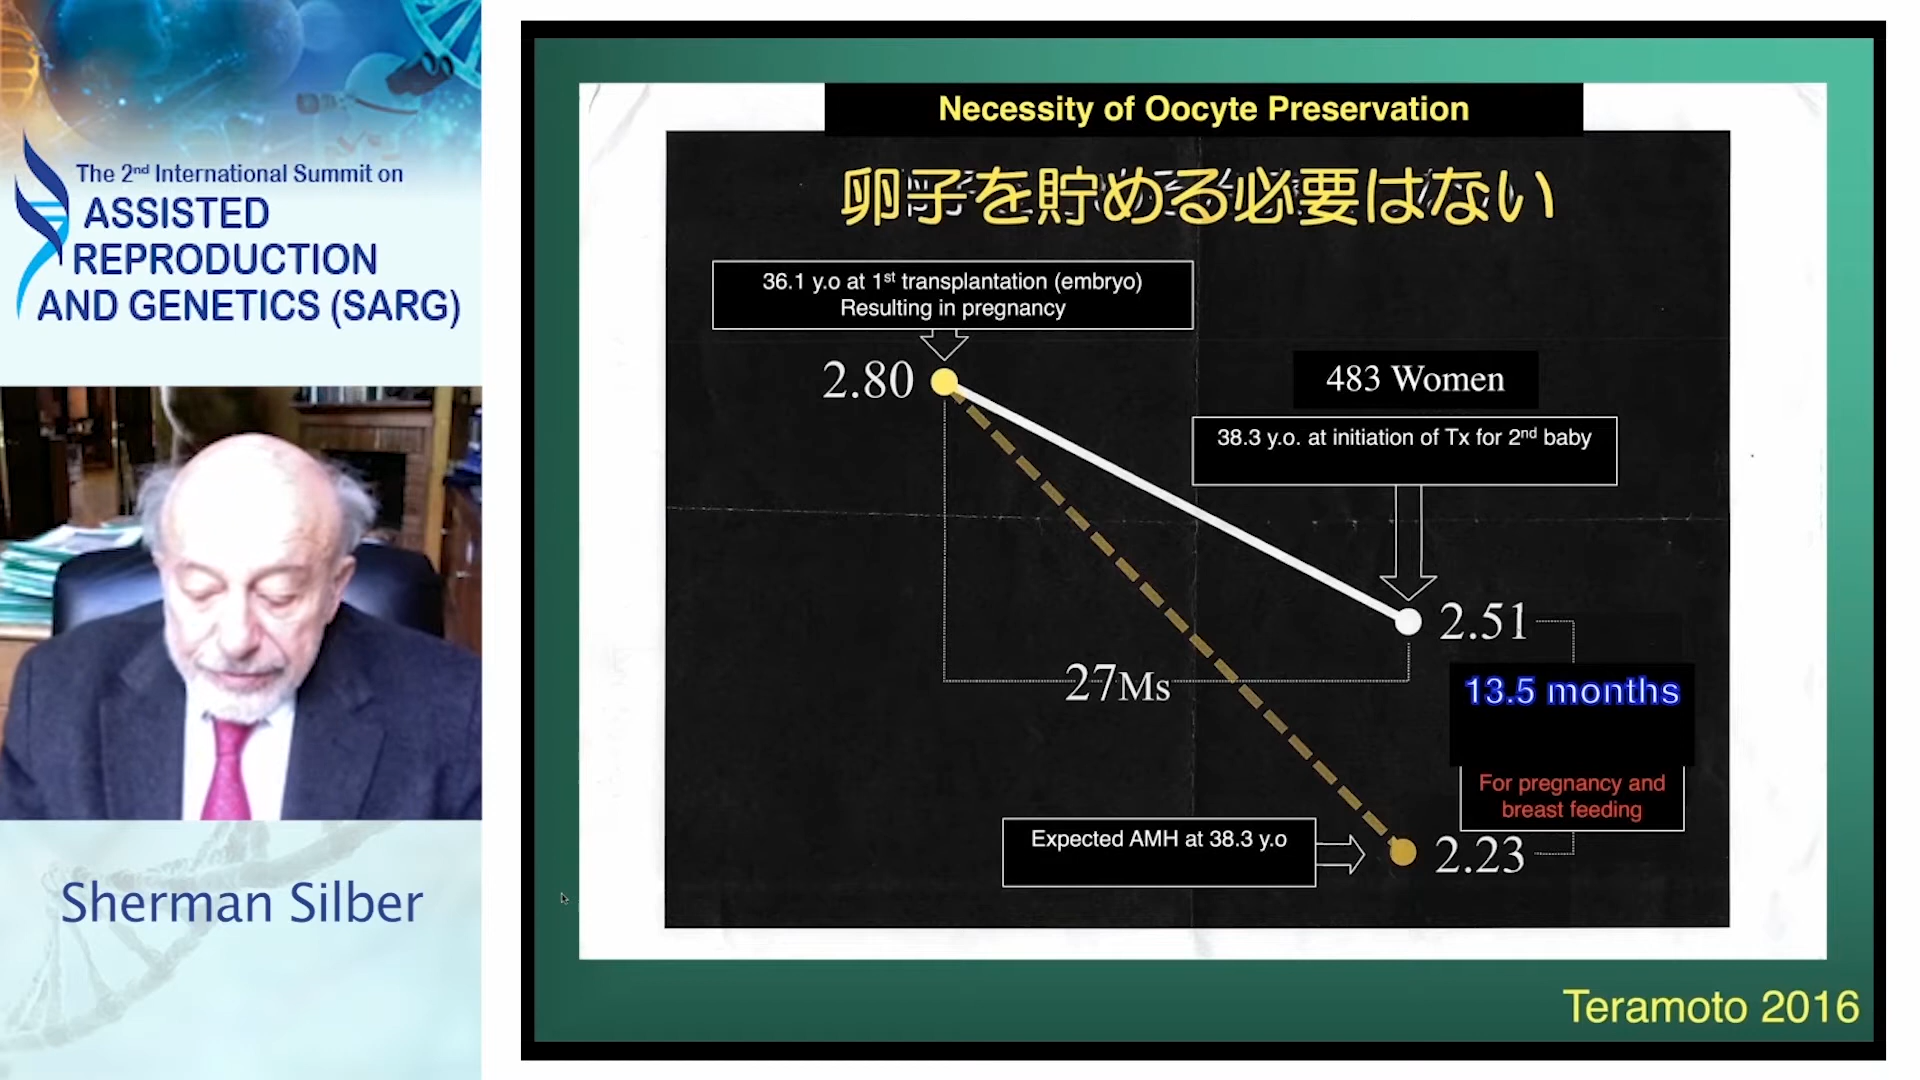 The 2nd International Summit on
ASSISTED
REPRODUCTION
AND GENETICS (SARG)
Sherman Silber
Necessity of Oocyte Preservation
卵子を貯める必要はない
36.1 y.o at 1st transplantation (embryo)
Resulting in pregnancy
2.80
483 Women
38.3 y.o. at initiation of Tx for 2nd baby
2.51
27Ms
13.5 months
For pregnancy and
breast feeding
Expected AMH at 38.3 y.o
2.23
Teramoto 2016